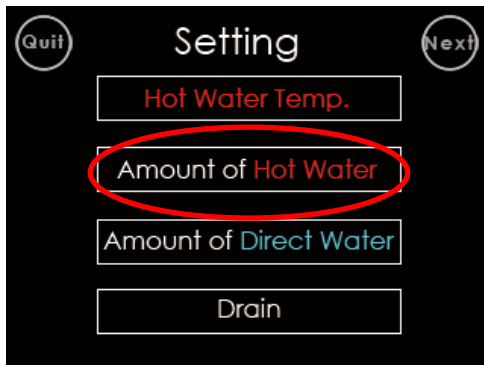 Quit Setting Next
Hot Water Temp.
Amount of Hot Water
Amount of Direct Water
Drain